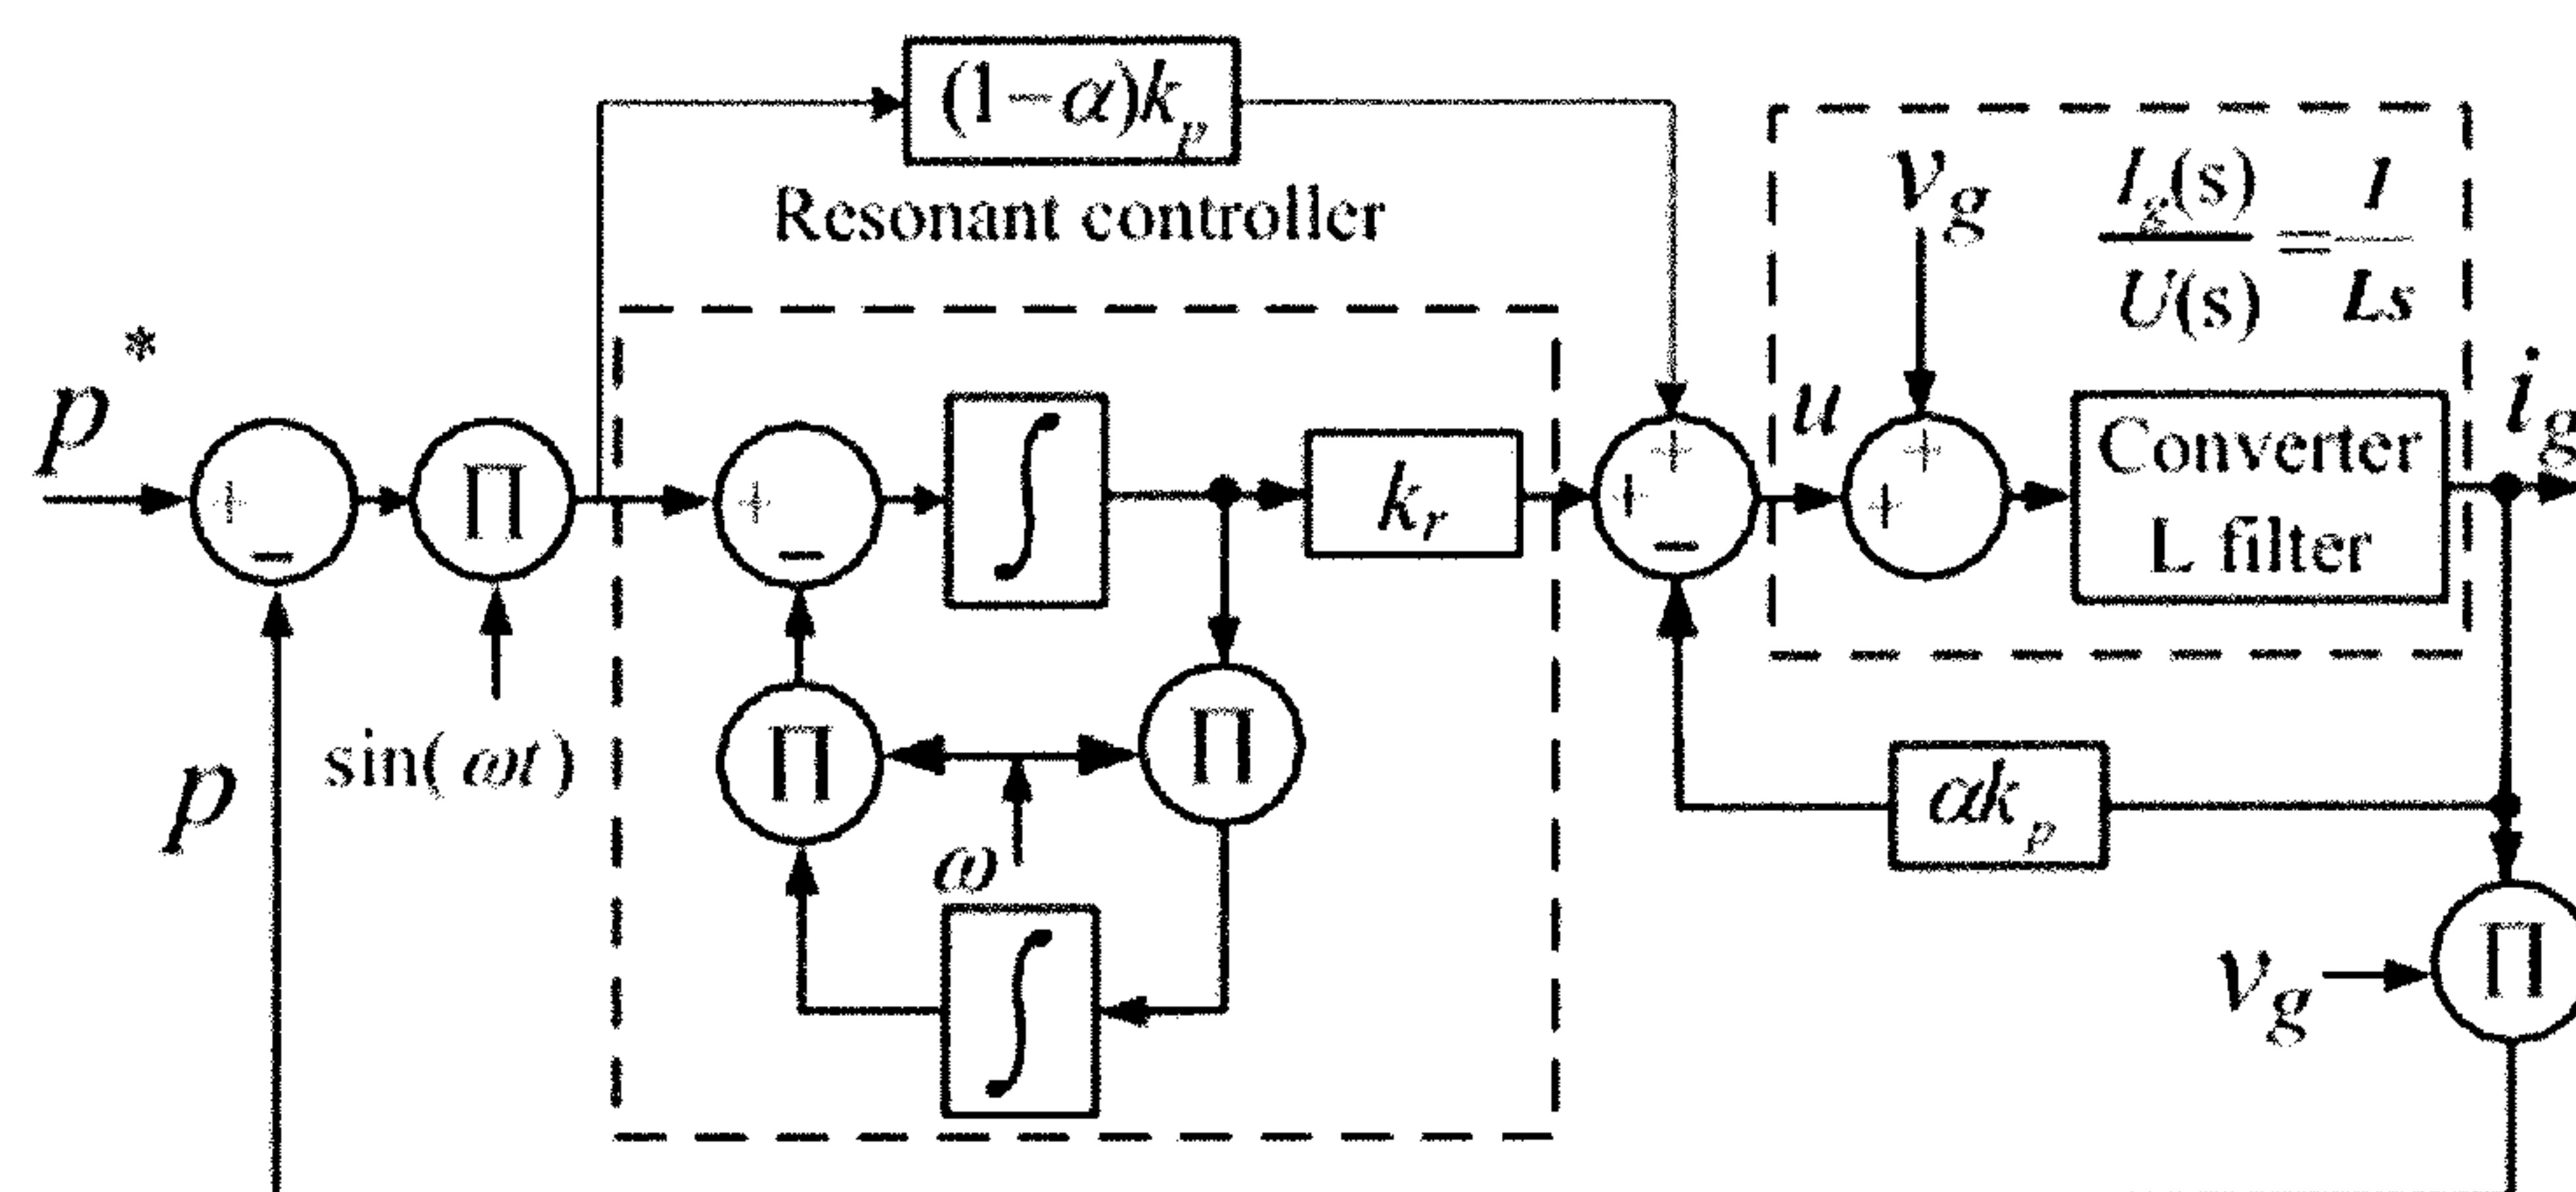 (1-α)k_p
Resonant controller
v_g
I_g(s)/U(s) = 1/Ls
p*
+
−
Π
+
−
∫
k_r
+
+
−
u
+
+
Converter
L filter
i_g
p
sin(ωt)
Π
Π
ω
∫
αk_p
v_g
Π